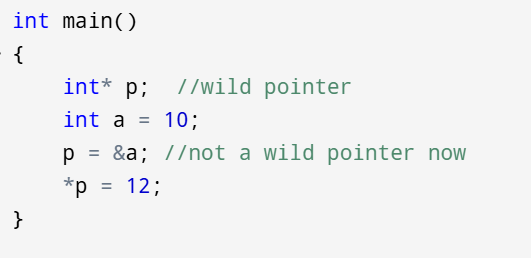 int main()
{
    int* p;  //wild pointer
    int a = 10;
    p = &a; //not a wild pointer now
    *p = 12;
}